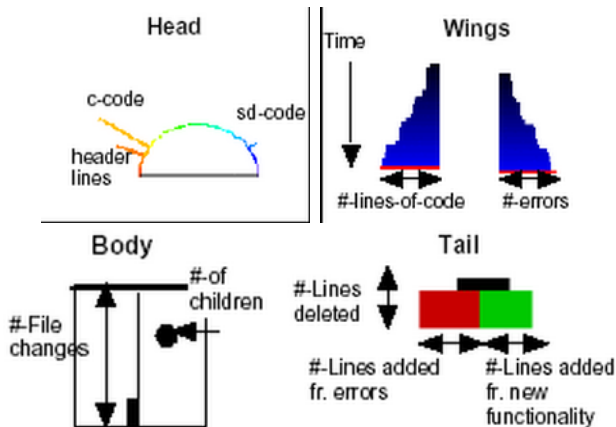 Head
c-code
sd-code
header
lines
Wings
Time
#-lines-of-code
#-errors
Body
#-of
children
#-File
changes
Tail
#-Lines
deleted
#-Lines added
fr. errors
#-Lines added
fr. new
functionality